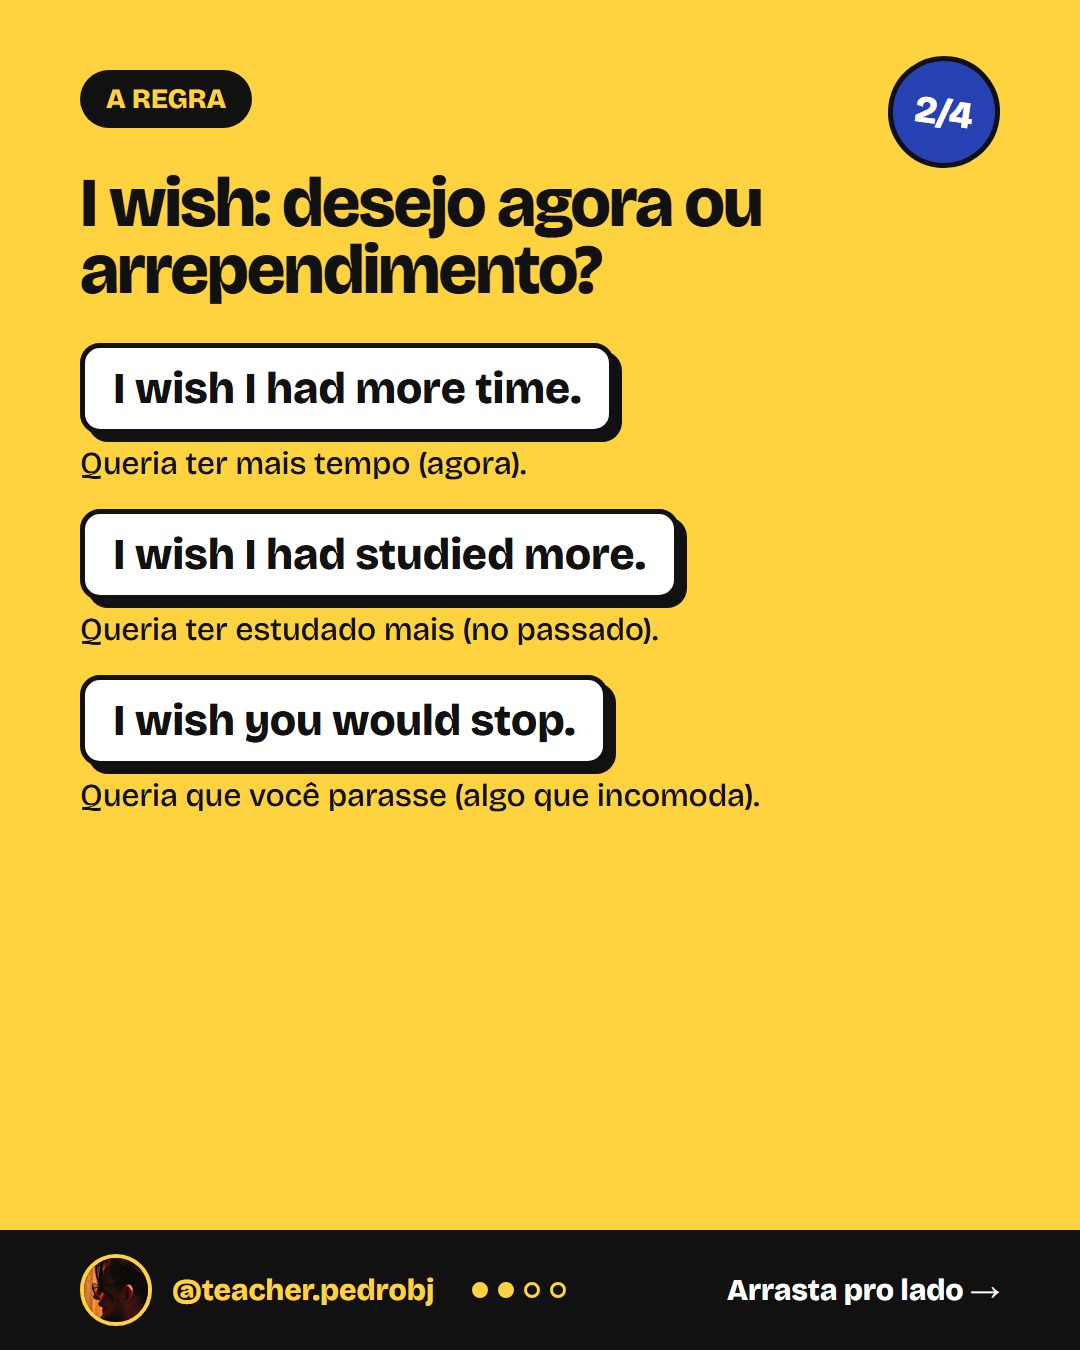 A REGRA
2/4
I wish: desejo agora ou
arrependimento?
I wish I had more time.
Queria ter mais tempo (agora).
I wish I had studied more.
Queria ter estudado mais (no passado).
I wish you would stop.
Queria que você parasse (algo que incomoda).
@teacher.pedrobj
Arrasta pro lado →